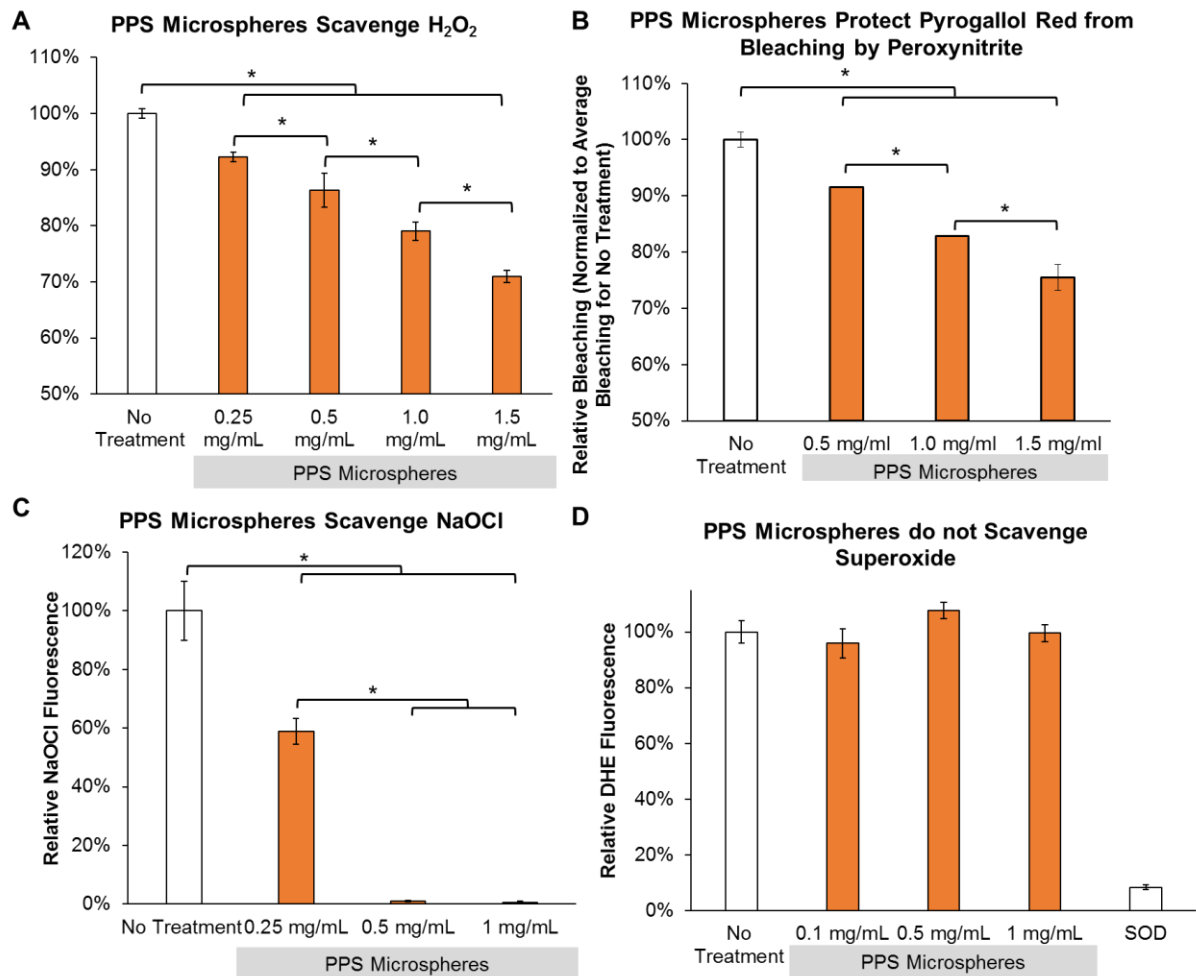 A
PPS Microspheres Scavenge H₂O₂
110%
100%
90%
80%
70%
60%
50%
*
*
*
*
No
Treatment
0.25
mg/mL
0.5
mg/mL
1.0
mg/mL
1.5
mg/mL
PPS Microspheres
B
PPS Microspheres Protect Pyrogallol Red from
Bleaching by Peroxynitrite
Relative Bleaching (Normalized to Average
Bleaching for No Treatment)
110%
100%
90%
80%
70%
60%
50%
*
*
*
No
Treatment
0.5 mg/ml
1.0 mg/ml
1.5 mg/ml
PPS Microspheres
C
PPS Microspheres Scavenge NaOCl
Relative NaOCl Fluorescence
120%
100%
80%
60%
40%
20%
0%
*
*
No Treatment
0.25 mg/mL
0.5 mg/mL
1 mg/mL
PPS Microspheres
D
PPS Microspheres do not Scavenge
Superoxide
Relative DHE Fluorescence
100%
80%
60%
40%
20%
0%
No
Treatment
0.1 mg/mL
0.5 mg/mL
1 mg/mL
SOD
PPS Microspheres